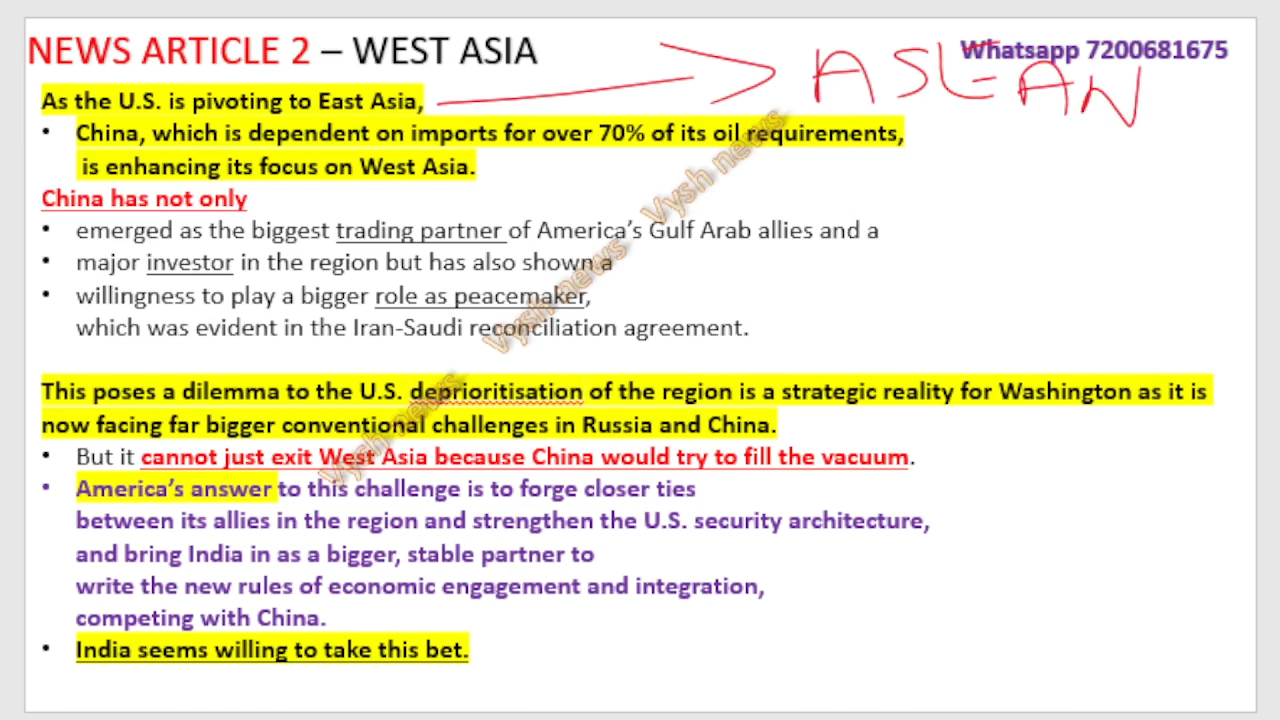 NEWS ARTICLE 2 – WEST ASIA
Whatsapp 7200681675
ASEAN
As the U.S. is pivoting to East Asia,
• China, which is dependent on imports for over 70% of its oil requirements,
is enhancing its focus on West Asia.
China has not only
• emerged as the biggest trading partner of America's Gulf Arab allies and a
• major investor in the region but has also shown a
• willingness to play a bigger role as peacemaker,
which was evident in the Iran-Saudi reconciliation agreement.
This poses a dilemma to the U.S. deprioritisation of the region is a strategic reality for Washington as it is
now facing far bigger conventional challenges in Russia and China.
• But it cannot just exit West Asia because China would try to fill the vacuum.
• America's answer to this challenge is to forge closer ties
between its allies in the region and strengthen the U.S. security architecture,
and bring India in as a bigger, stable partner to
write the new rules of economic engagement and integration,
competing with China.
• India seems willing to take this bet.
Vysh news
Vysh news
Vysh news